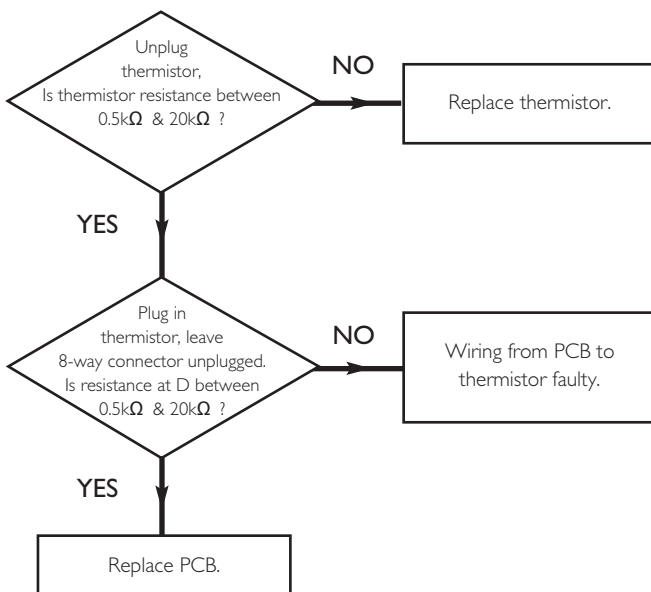 Unplug
thermistor,
Is thermistor resistance between
0.5kΩ & 20kΩ ?
NO
Replace thermistor.
YES
Plug in
thermistor, leave
8-way connector unplugged.
Is resistance at D between
0.5kΩ & 20kΩ ?
NO
Wiring from PCB to
thermistor faulty.
YES
Replace PCB.